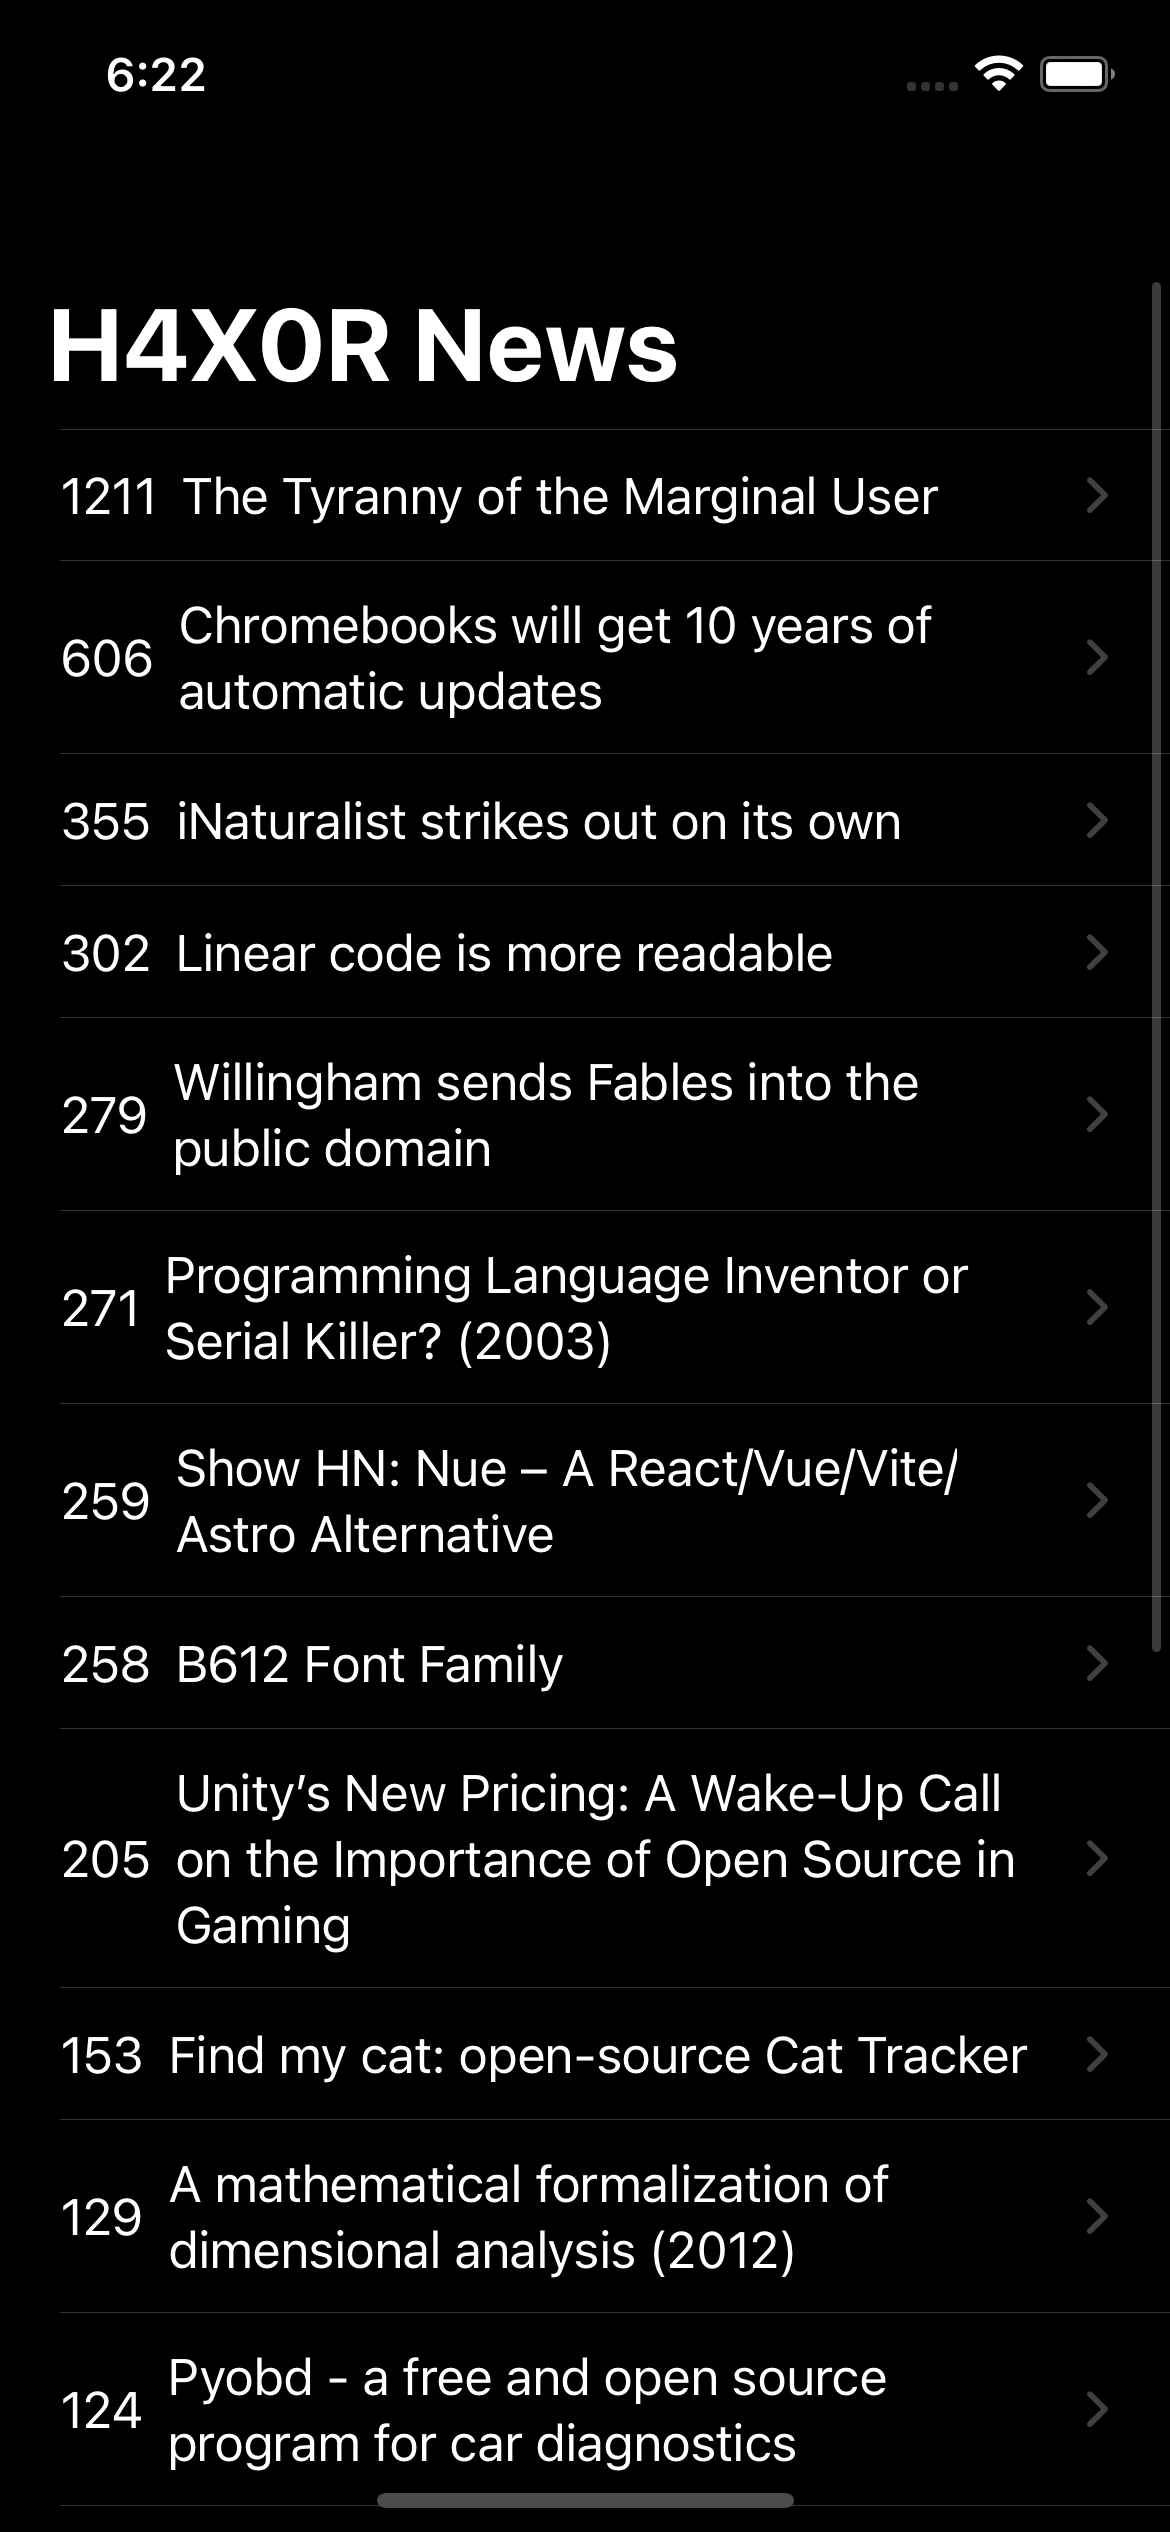 6:22
H4X0R News
1211 The Tyranny of the Marginal User
606 Chromebooks will get 10 years of
automatic updates
355 iNaturalist strikes out on its own
302 Linear code is more readable
279 Willingham sends Fables into the
public domain
271 Programming Language Inventor or
Serial Killer? (2003)
259 Show HN: Nue – A React/Vue/Vite/
Astro Alternative
258 B612 Font Family
Unity’s New Pricing: A Wake-Up Call
205 on the Importance of Open Source in
Gaming
153 Find my cat: open-source Cat Tracker
129 A mathematical formalization of
dimensional analysis (2012)
124 Pyobd - a free and open source
program for car diagnostics